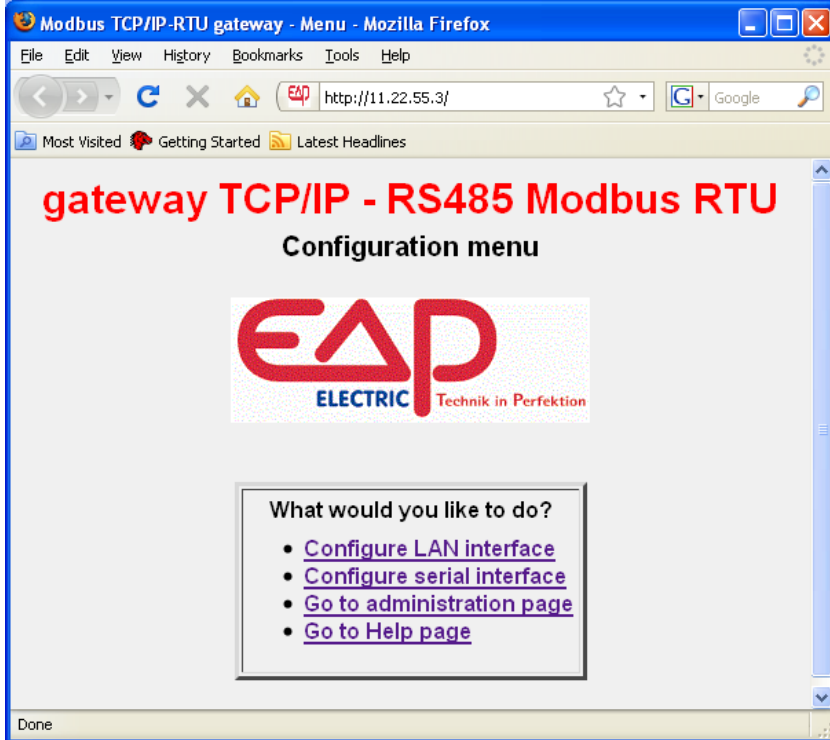 Modbus TCP/IP-RTU gateway - Menu - Mozilla Firefox
File Edit View History Bookmarks Tools Help
EAP http://11.22.55.3/ G Google
Most Visited Getting Started Latest Headlines
gateway TCP/IP - RS485 Modbus RTU
Configuration menu
EAP
ELECTRIC Technik in Perfektion
What would you like to do?
• Configure LAN interface
• Configure serial interface
• Go to administration page
• Go to Help page
Done